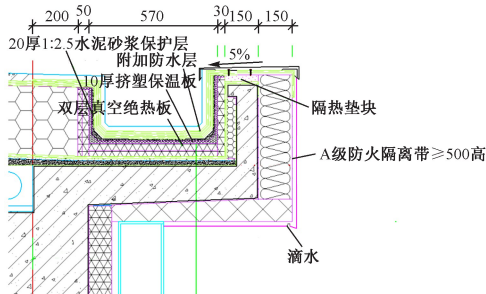 200 50 570 30 150 150
20厚1:2.5水泥砂浆保护层
5%
附加防水层
10厚挤塑保温板
双层真空绝热板
隔热垫块
A级防火隔离带≥500高
滴水